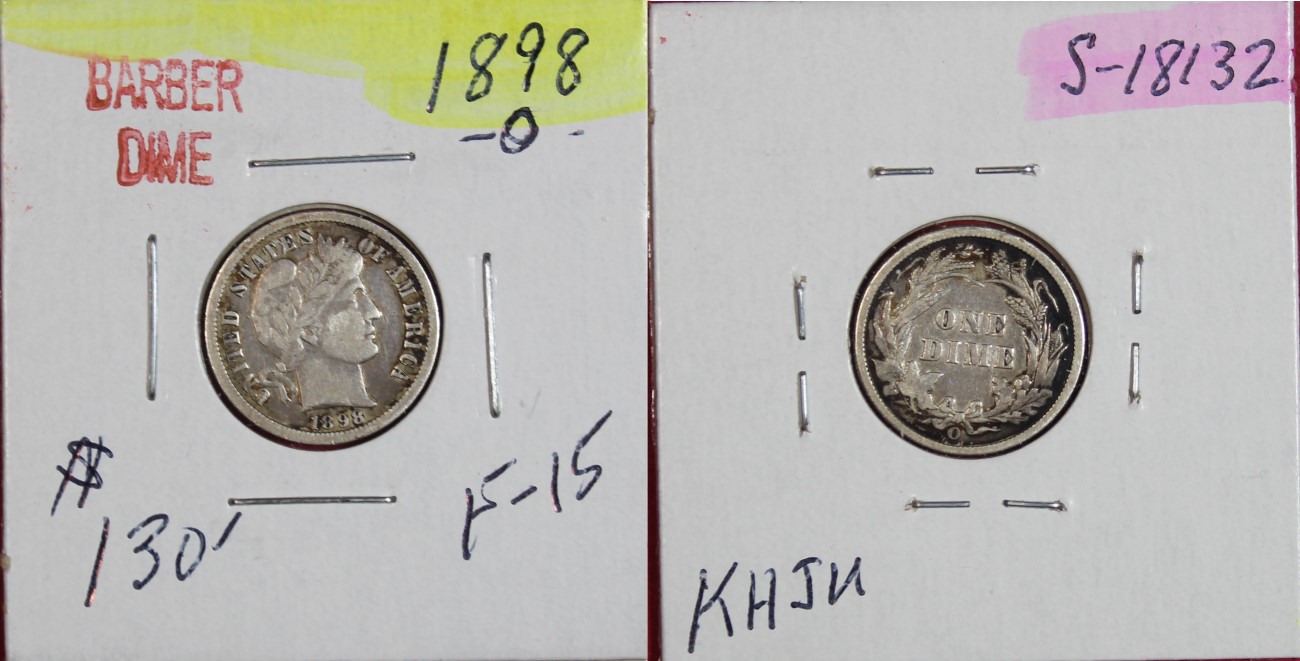 BARBER
DIME
1898
-O-
UNITED STATES OF AMERICA
1898
$
130
F-15
S-18132
ONE
DIME
O
KHJU